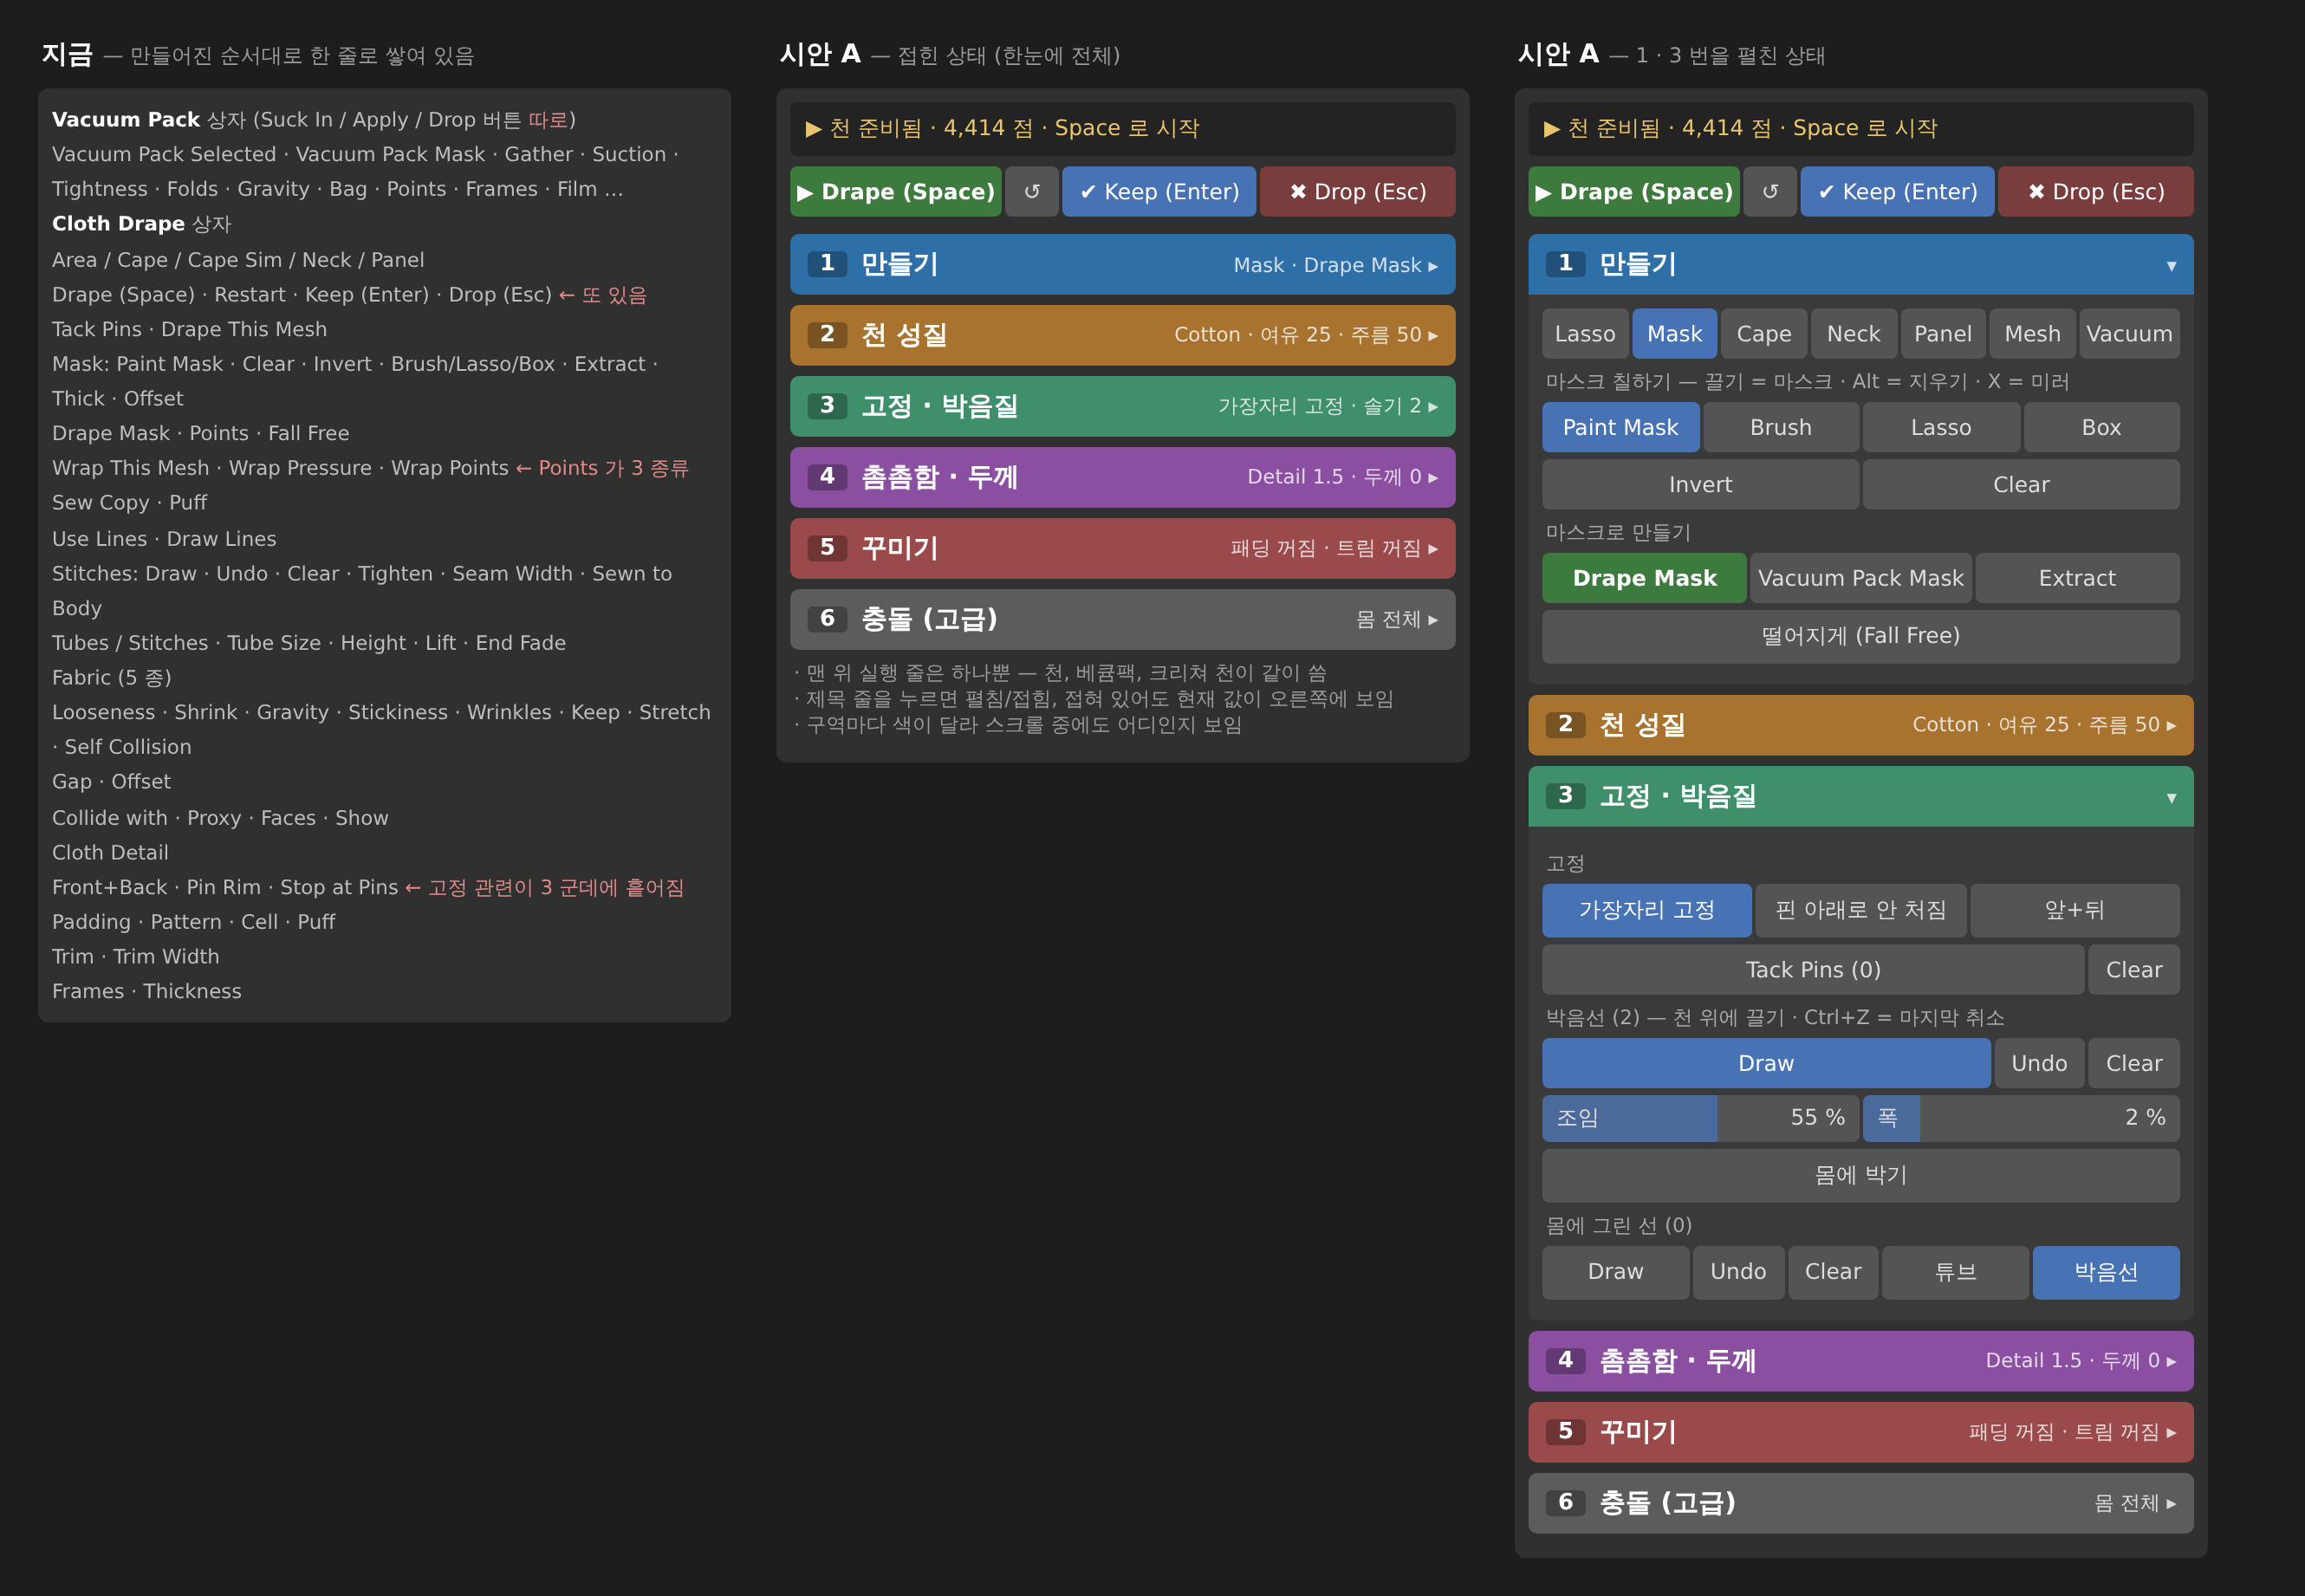 지금 — 만들어진 순서대로 한 줄로 쌓여 있음
Vacuum Pack 상자 (Suck In / Apply / Drop 버튼 따로)
Vacuum Pack Selected · Vacuum Pack Mask · Gather · Suction ·
Tightness · Folds · Gravity · Bag · Points · Frames · Film ...
Cloth Drape 상자
Area / Cape / Cape Sim / Neck / Panel
Drape (Space) · Restart · Keep (Enter) · Drop (Esc) ← 또 있음
Tack Pins · Drape This Mesh
Mask: Paint Mask · Clear · Invert · Brush/Lasso/Box · Extract ·
Thick · Offset
Drape Mask · Points · Fall Free
Wrap This Mesh · Wrap Pressure · Wrap Points ← Points 가 3 종류
Sew Copy · Puff
Use Lines · Draw Lines
Stitches: Draw · Undo · Clear · Tighten · Seam Width · Sewn to
Body
Tubes / Stitches · Tube Size · Height · Lift · End Fade
Fabric (5 종)
Looseness · Shrink · Gravity · Stickiness · Wrinkles · Keep · Stretch
· Self Collision
Gap · Offset
Collide with · Proxy · Faces · Show
Cloth Detail
Front+Back · Pin Rim · Stop at Pins ← 고정 관련이 3 군데에 흩어짐
Padding · Pattern · Cell · Puff
Trim · Trim Width
Frames · Thickness
시안 A — 접힌 상태 (한눈에 전체)
▶ 천 준비됨 · 4,414 점 · Space 로 시작
▶ Drape (Space) ↺ ✔ Keep (Enter) ✖ Drop (Esc)
1 만들기 Mask · Drape Mask ▸
2 천 성질 Cotton · 여유 25 · 주름 50 ▸
3 고정 · 박음질 가장자리 고정 · 솔기 2 ▸
4 촘촘함 · 두께 Detail 1.5 · 두께 0 ▸
5 꾸미기 패딩 꺼짐 · 트림 꺼짐 ▸
6 충돌 (고급) 몸 전체 ▸
· 맨 위 실행 줄은 하나뿐 — 천, 베큠팩, 크리쳐 천이 같이 씀
· 제목 줄을 누르면 펼침/접힘, 접혀 있어도 현재 값이 오른쪽에 보임
· 구역마다 색이 달라 스크롤 중에도 어디인지 보임
시안 A — 1 · 3 번을 펼친 상태
▶ 천 준비됨 · 4,414 점 · Space 로 시작
▶ Drape (Space) ↺ ✔ Keep (Enter) ✖ Drop (Esc)
1 만들기 ▾
Lasso Mask Cape Neck Panel Mesh Vacuum
마스크 칠하기 — 끌기 = 마스크 · Alt = 지우기 · X = 미러
Paint Mask Brush Lasso Box
Invert Clear
마스크로 만들기
Drape Mask Vacuum Pack Mask Extract
떨어지게 (Fall Free)
2 천 성질 Cotton · 여유 25 · 주름 50 ▸
3 고정 · 박음질 ▾
고정
가장자리 고정 핀 아래로 안 처짐 앞+뒤
Tack Pins (0) Clear
박음선 (2) — 천 위에 끌기 · Ctrl+Z = 마지막 취소
Draw Undo Clear
조임 55 % 폭 2 %
몸에 박기
몸에 그린 선 (0)
Draw Undo Clear 튜브 박음선
4 촘촘함 · 두께 Detail 1.5 · 두께 0 ▸
5 꾸미기 패딩 꺼짐 · 트림 꺼짐 ▸
6 충돌 (고급) 몸 전체 ▸